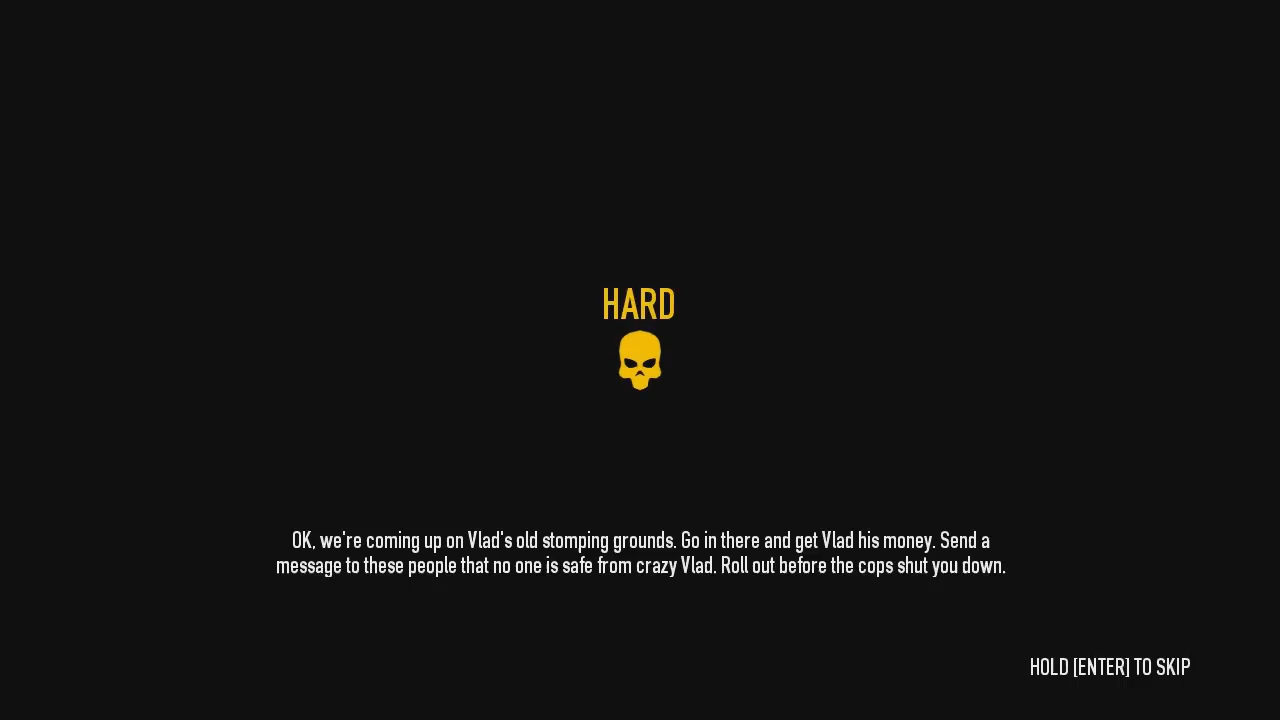 HARD
OK, we're coming up on Vlad's old stomping grounds. Go in there and get Vlad his money. Send a
message to these people that no one is safe from crazy Vlad. Roll out before the cops shut you down.
HOLD [ENTER] TO SKIP